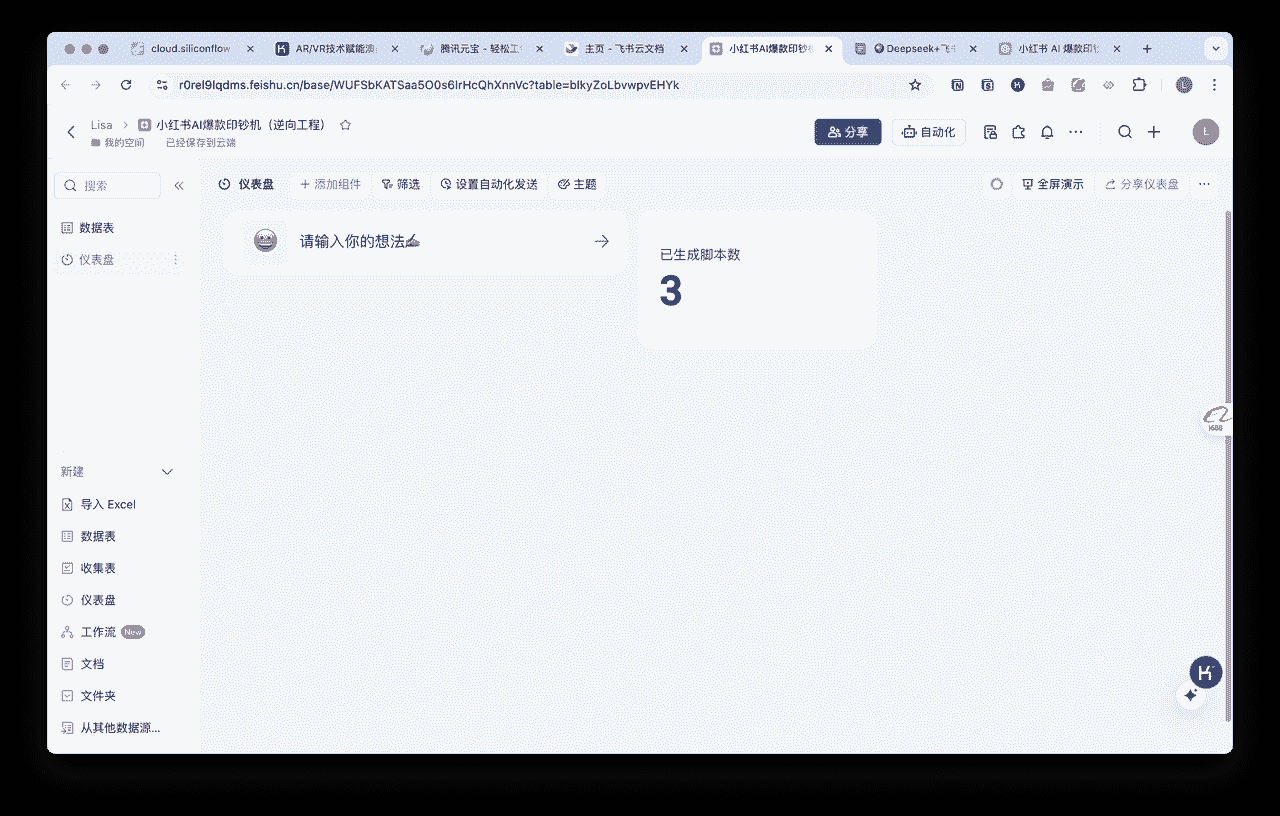 cloud.siliconflow
AR/VR技术赋能澳
腾讯元宝 - 轻松工
主页 - 飞书云文档
小红书AI爆款印钞
Deepseek+飞书
小红书 AI 爆款印钞
r0rel9lqdms.feishu.cn/base/WUFSbKATSaa5O0s6lrHcQhXnnVc?table=blkyZoLbvwpvEHYk
Lisa
小红书AI爆款印钞机（逆向工程）
我的空间
已经保存到云端
分享
自动化
L
搜索
仪表盘
添加组件
筛选
设置自动化发送
主题
全屏演示
分享仪表盘
数据表
仪表盘
请输入你的想法✍
已生成脚本数
3
1688
新建
导入 Excel
数据表
收集表
仪表盘
工作流 New
文档
文件夹
从其他数据源...
K